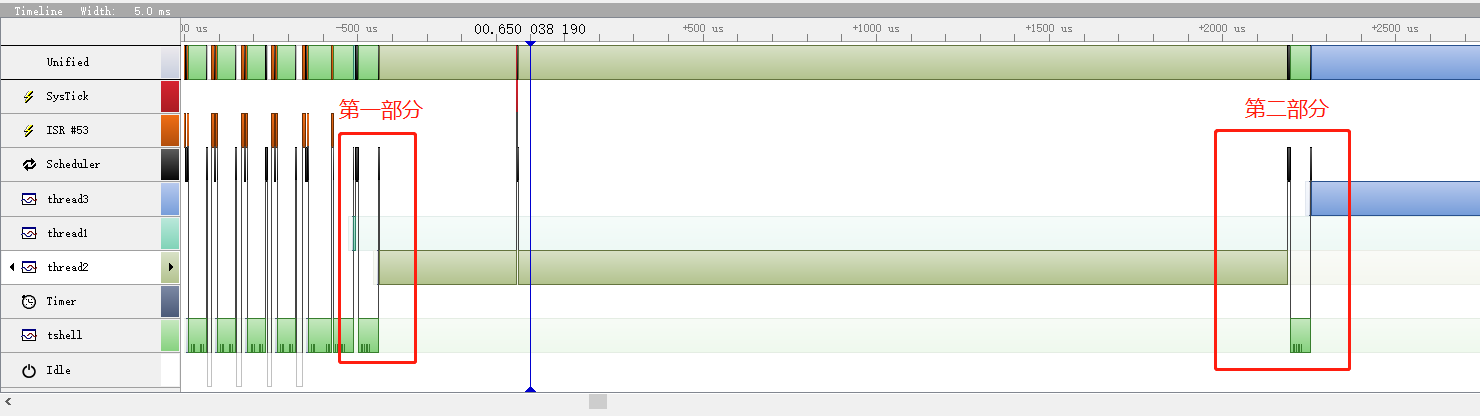 Timeline Width: 5.0 ms
00 us -500 us 00.650 038 190 +500 us +1000 us +1500 us +2000 us +2500 us
Unified
SysTick
第一部分 第二部分
ISR #53
Scheduler
thread3
thread1
thread2
Timer
tshell
Idle